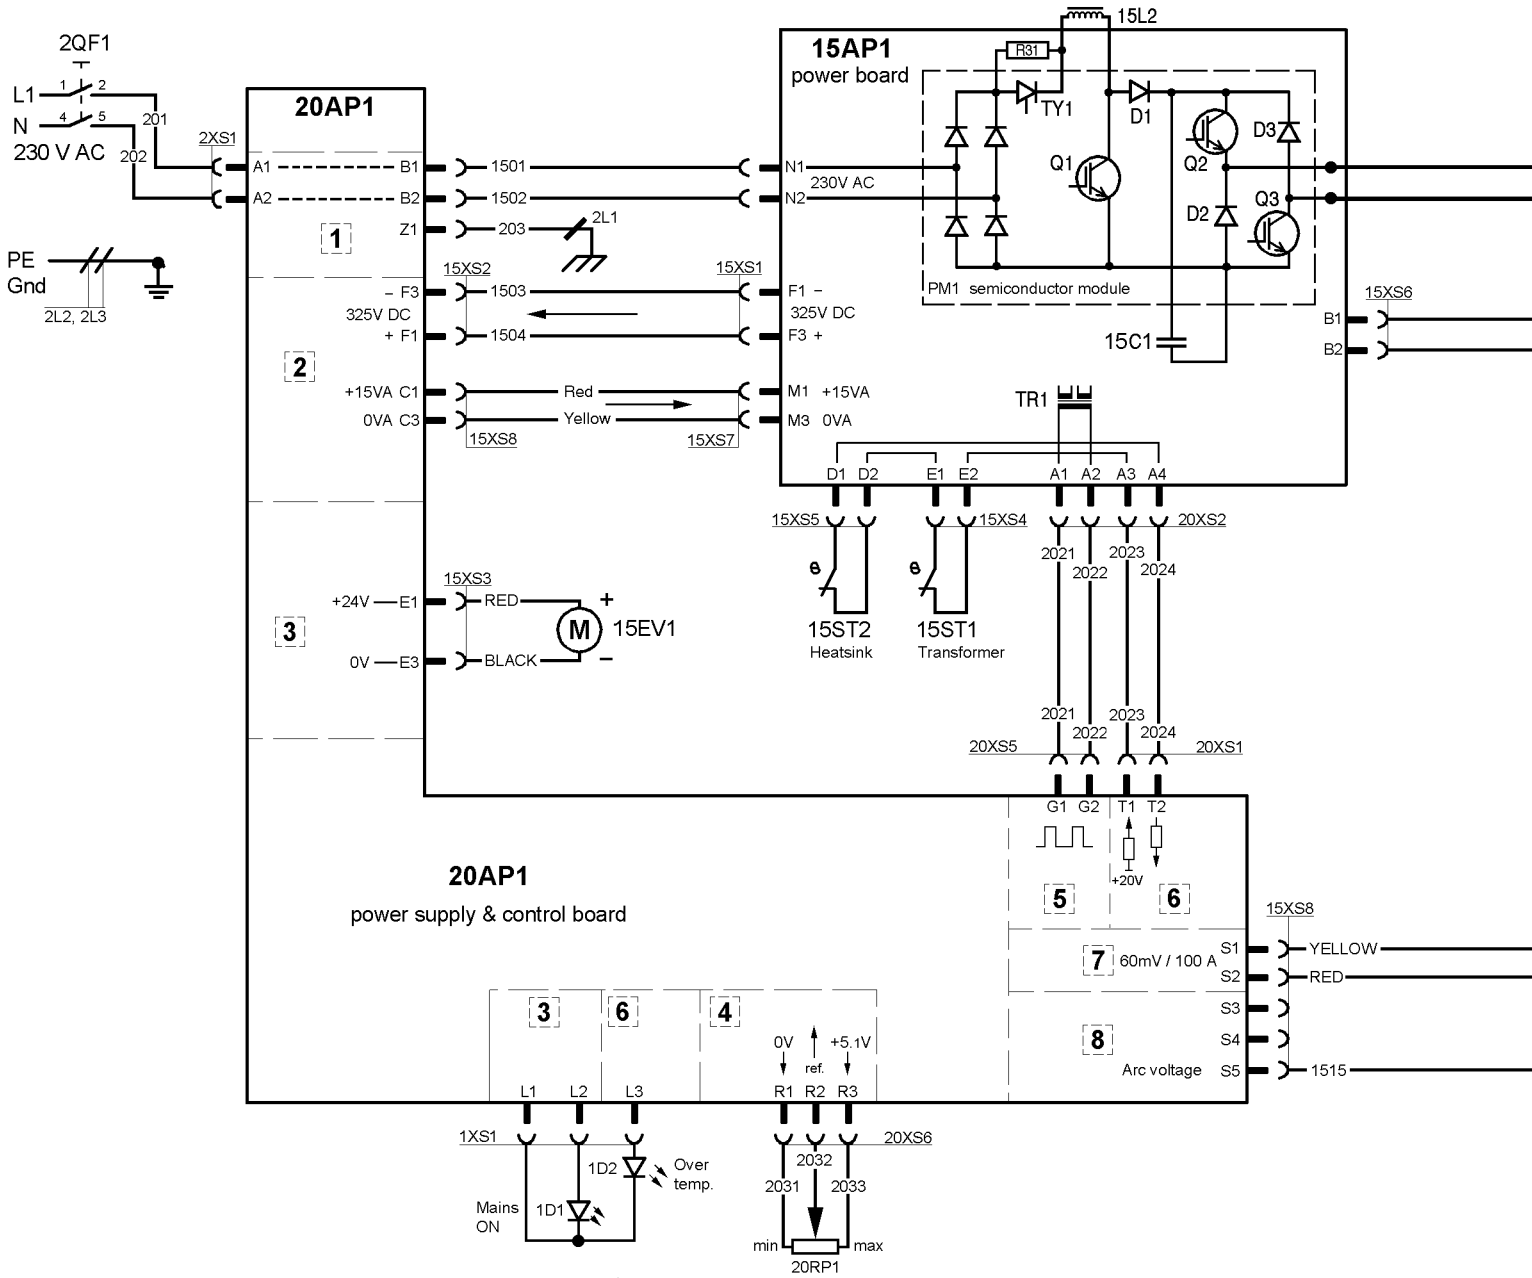 2QF1
L1
1 2
N
4 5
230 V AC
201
202
2XS1
PE
Gnd
2L2, 2L3
20AP1
A1
B1
A2
B2
Z1
1
1501
1502
203
2L1
15XS2
15XS1
– F3
325V DC
+ F1
1503
1504
2
+15VA C1
0VA C3
Red
Yellow
15XS8
15XS7
3
+24V
E1
0V
E3
15XS3
RED
BLACK
M
+
–
15EV1
15AP1
power board
15L2
R31
TY1
D1
Q1
Q2
D3
D2
Q3
N1
230V AC
N2
PM1 semiconductor module
F1 –
325V DC
F3 +
M1 +15VA
M3 0VA
15C1
TR1
15XS6
B1
B2
D1 D2 E1 E2 A1 A2 A3 A4
15XS5
15XS4
20XS2
2021
2022
2023
2024
15ST2
Heatsink
15ST1
Transformer
2021
2022
2023
2024
20XS5
20XS1
G1 G2 T1 T2
+20V
5
6
20AP1
power supply & control board
7
60mV / 100 A
8
Arc voltage
15XS8
S1
YELLOW
S2
RED
S3
S4
S5
1515
3
6
4
0V
ref.
+5.1V
L1 L2 L3
R1 R2 R3
1XS1
20XS6
1D2
Over
temp.
Mains
ON
1D1
2031
2032
2033
min
max
20RP1